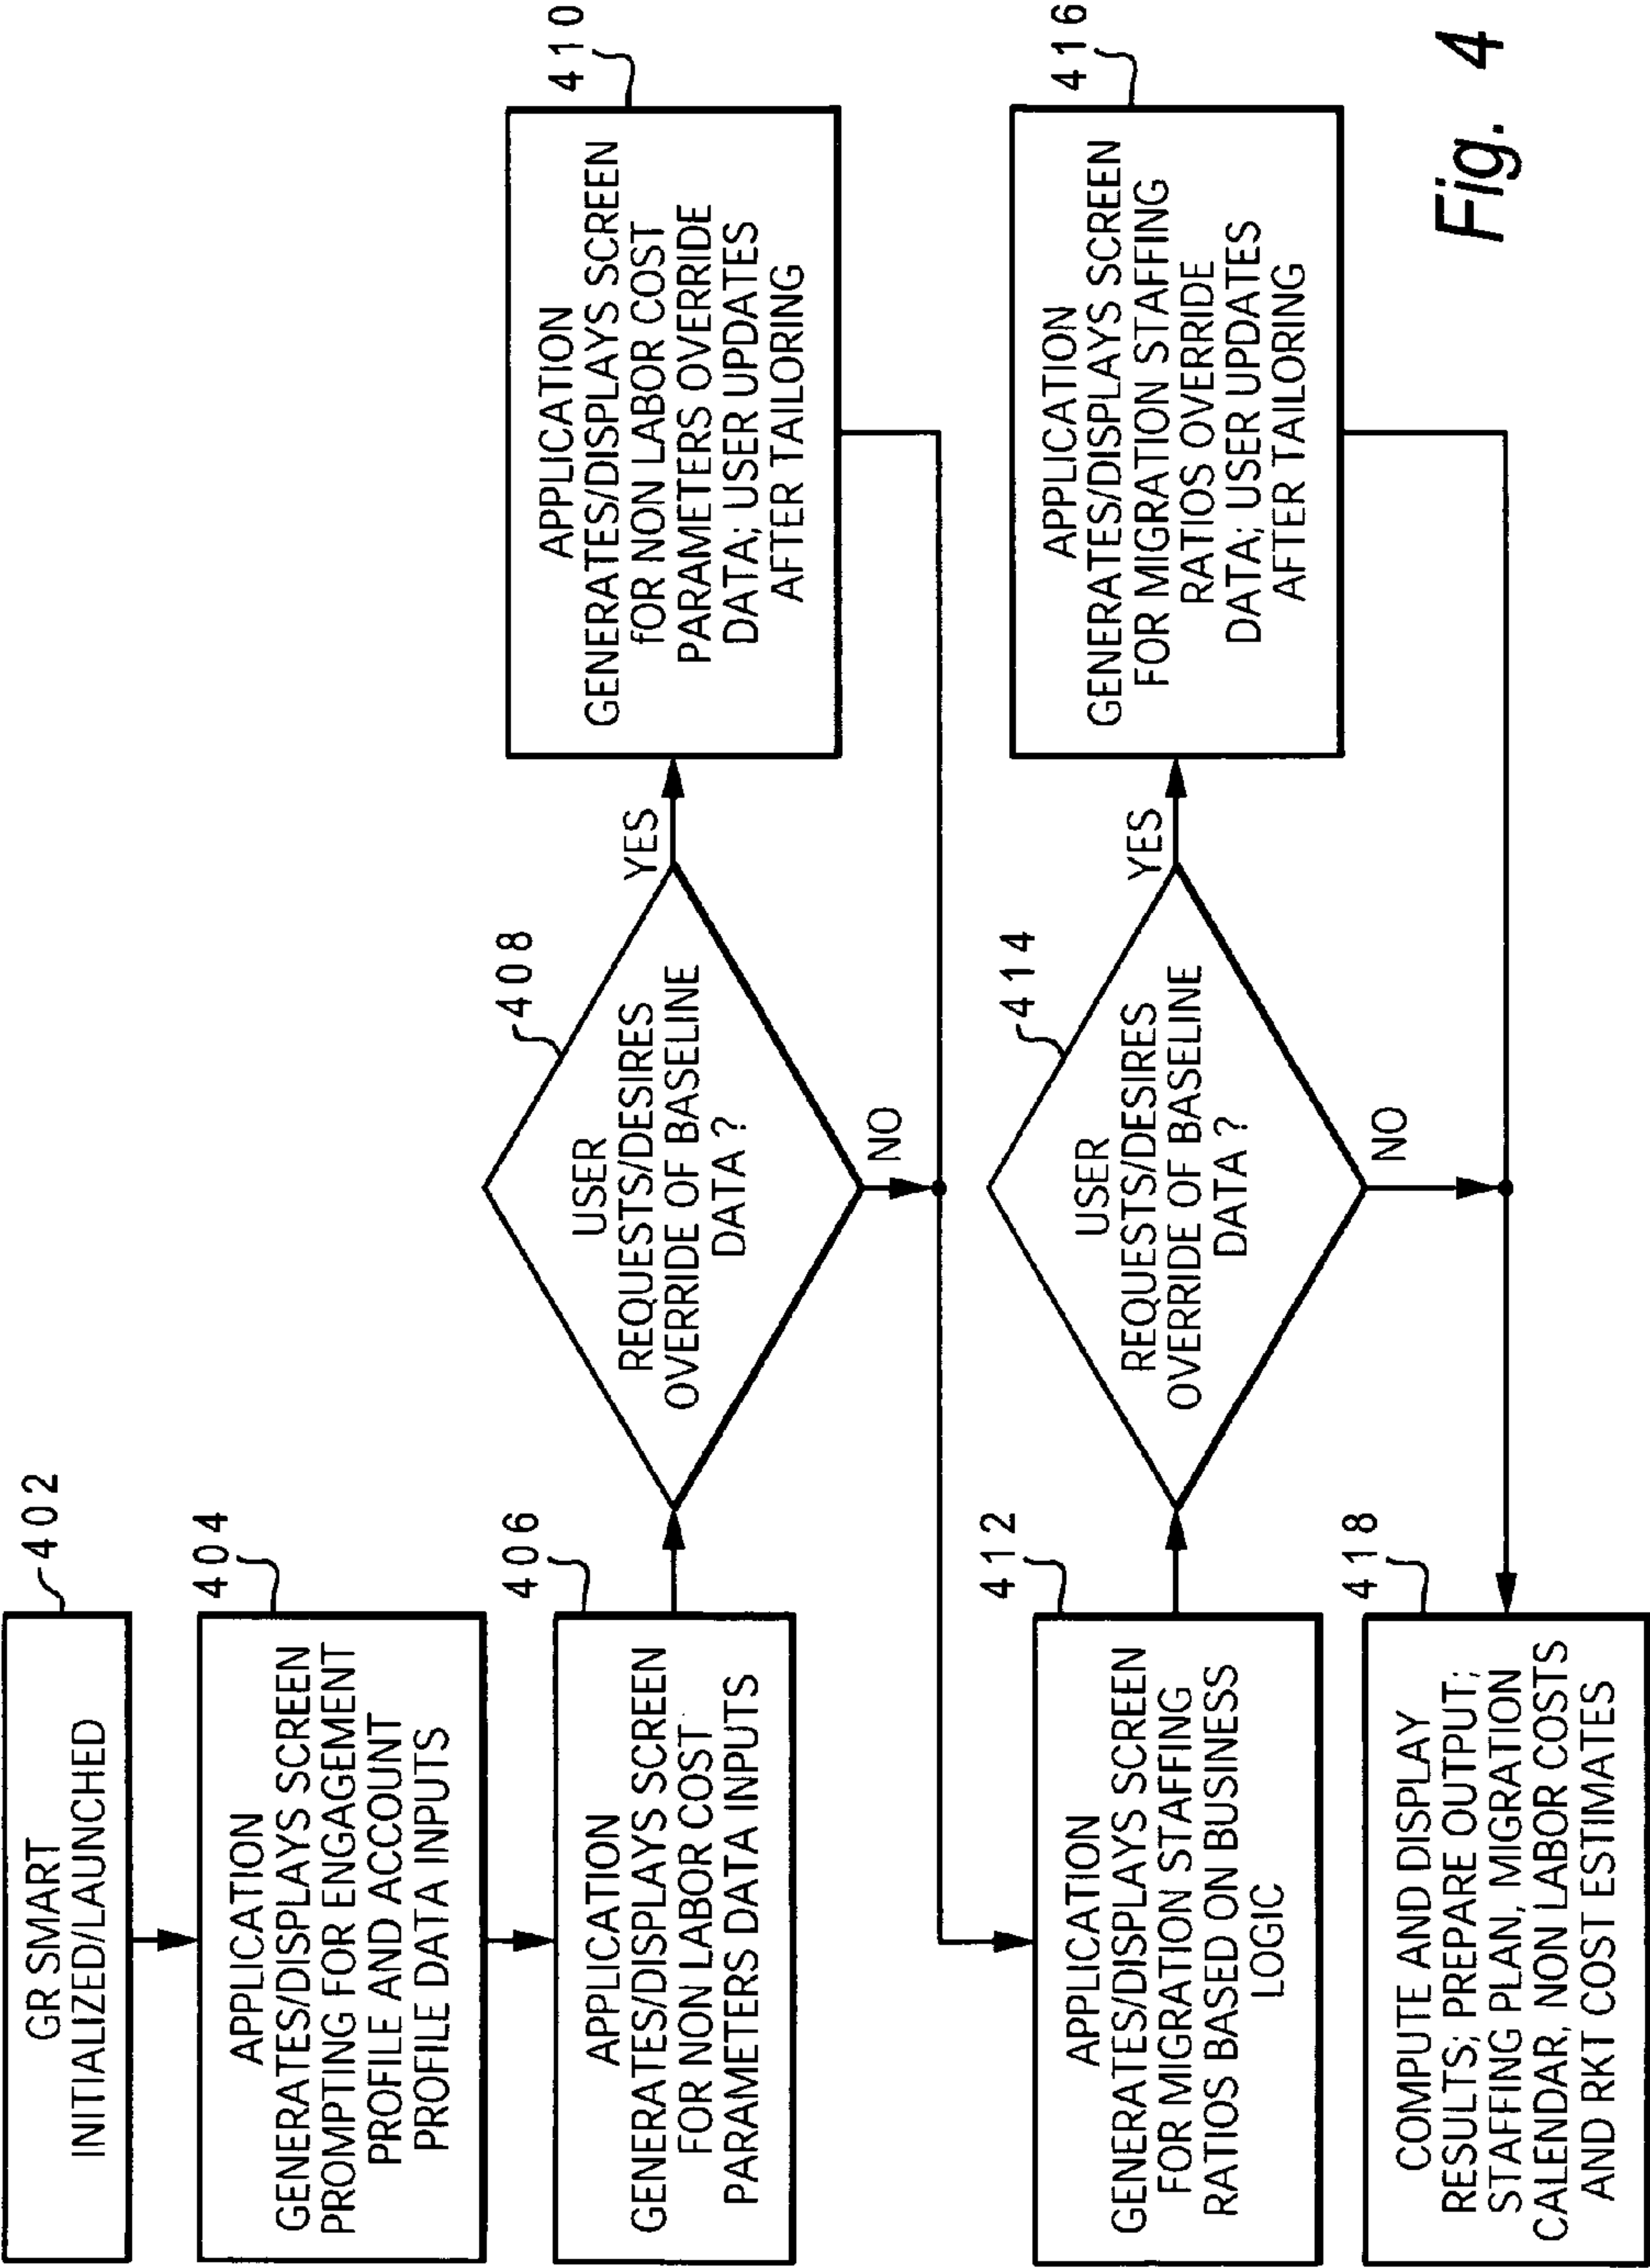 402
GR SMART
INITIALIZED/LAUNCHED
404
APPLICATION
GENERATES/DISPLAYS SCREEN
PROMPTING FOR ENGAGEMENT
PROFILE AND ACCOUNT
PROFILE DATA INPUTS
406
APPLICATION
GENERATES/DISPLAYS SCREEN
FOR NON LABOR COST
PARAMETERS DATA INPUTS
408
USER
REQUESTS/DESIRES
OVERRIDE OF BASELINE
DATA ?
YES
NO
410
APPLICATION
GENERATES/DISPLAYS SCREEN
fOR NON LABOR COST
PARAMETERS OVERRIDE
DATA; USER UPDATES
AFTER TAILORING
412
APPLICATION
GENERATES/DISPLAYS SCREEN
FOR MIGRATION STAFFING
RATIOS BASED ON BUSINESS
LOGIC
414
USER
REQUESTS/DESIRES
OVERRIDE OF BASELINE
DATA ?
YES
NO
416
APPLICATION
GENERATES/DISPLAYS SCREEN
FOR MIGRATION STAFFING
RATIOS OVERRIDE
DATA; USER UPDATES
AFTER TAILORING
418
COMPUTE AND DISPLAY
RESULTS; PREPARE OUTPUT;
STAFFING PLAN, MIGRATION
CALENDAR, NON LABOR COSTS
AND RKT COST ESTIMATES
Fig. 4